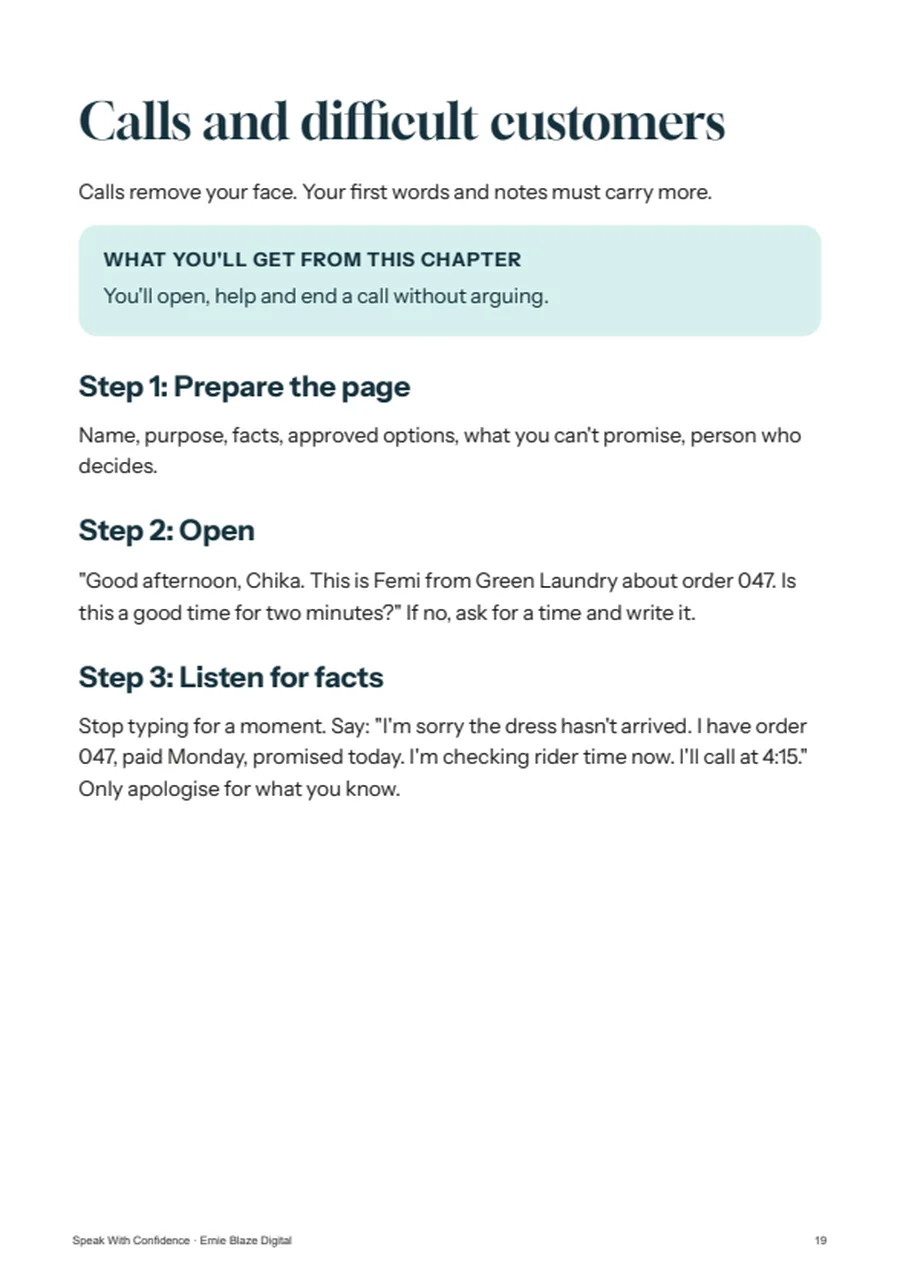 Calls and difficult customers
Calls remove your face. Your first words and notes must carry more.
WHAT YOU'LL GET FROM THIS CHAPTER
You'll open, help and end a call without arguing.
Step 1: Prepare the page
Name, purpose, facts, approved options, what you can't promise, person who
decides.
Step 2: Open
"Good afternoon, Chika. This is Femi from Green Laundry about order 047. Is
this a good time for two minutes?" If no, ask for a time and write it.
Step 3: Listen for facts
Stop typing for a moment. Say: "I'm sorry the dress hasn't arrived. I have order
047, paid Monday, promised today. I'm checking rider time now. I'll call at 4:15."
Only apologise for what you know.
Speak With Confidence · Ernie Blaze Digital
19